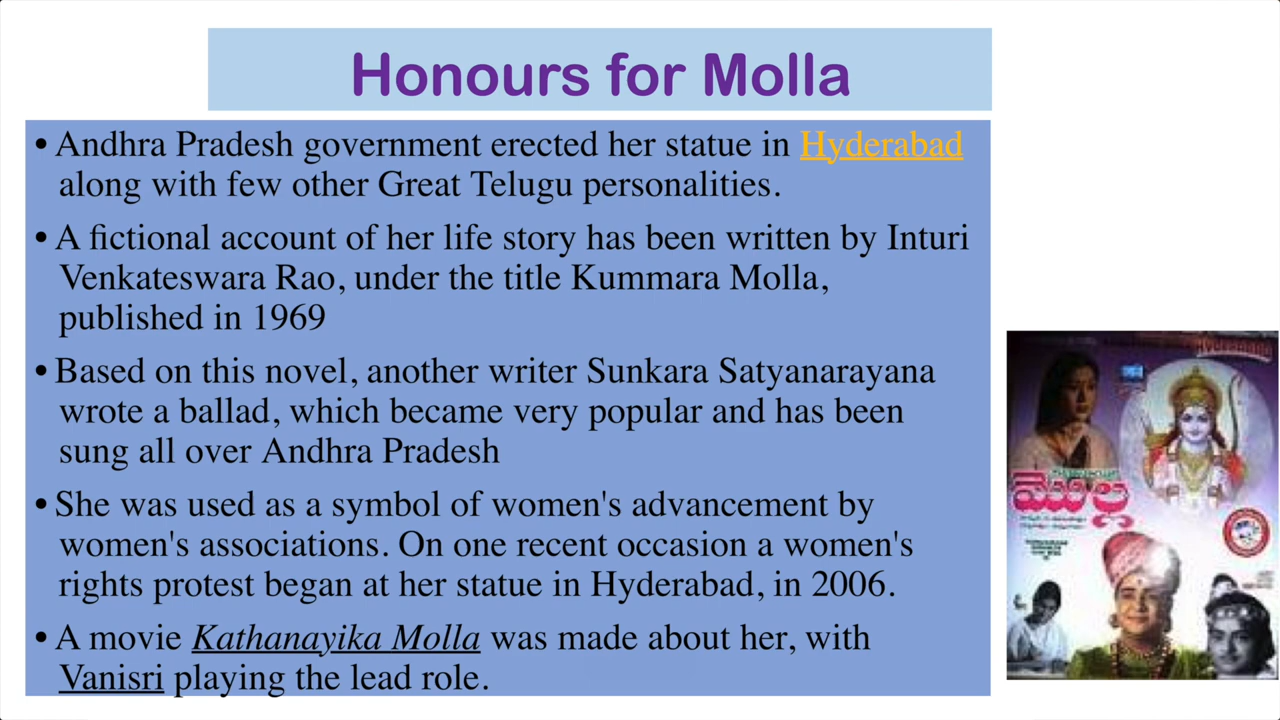 Honours for Molla
• Andhra Pradesh government erected her statue in Hyderabad
along with few other Great Telugu personalities.
• A fictional account of her life story has been written by Inturi
Venkateswara Rao, under the title Kummara Molla,
published in 1969
• Based on this novel, another writer Sunkara Satyanarayana
wrote a ballad, which became very popular and has been
sung all over Andhra Pradesh
• She was used as a symbol of women's advancement by
women's associations. On one recent occasion a women's
rights protest began at her statue in Hyderabad, in 2006.
• A movie Kathanayika Molla was made about her, with
Vanisri playing the lead role.
మొల్ల